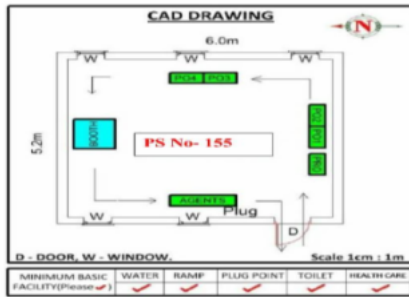 CAD DRAWING
N
6.0m
W W W
PO4 PO3
5.2m
BOOTH
PS No- 155
PO2
PO1
PRO
AGENTS
Plug
W W
D
D - DOOR, W - WINDOW.
Scale 1cm : 1m
MINIMUM BASIC FACILITY(Please✓) WATER RAMP PLUG POINT TOILET HEALTH CARE